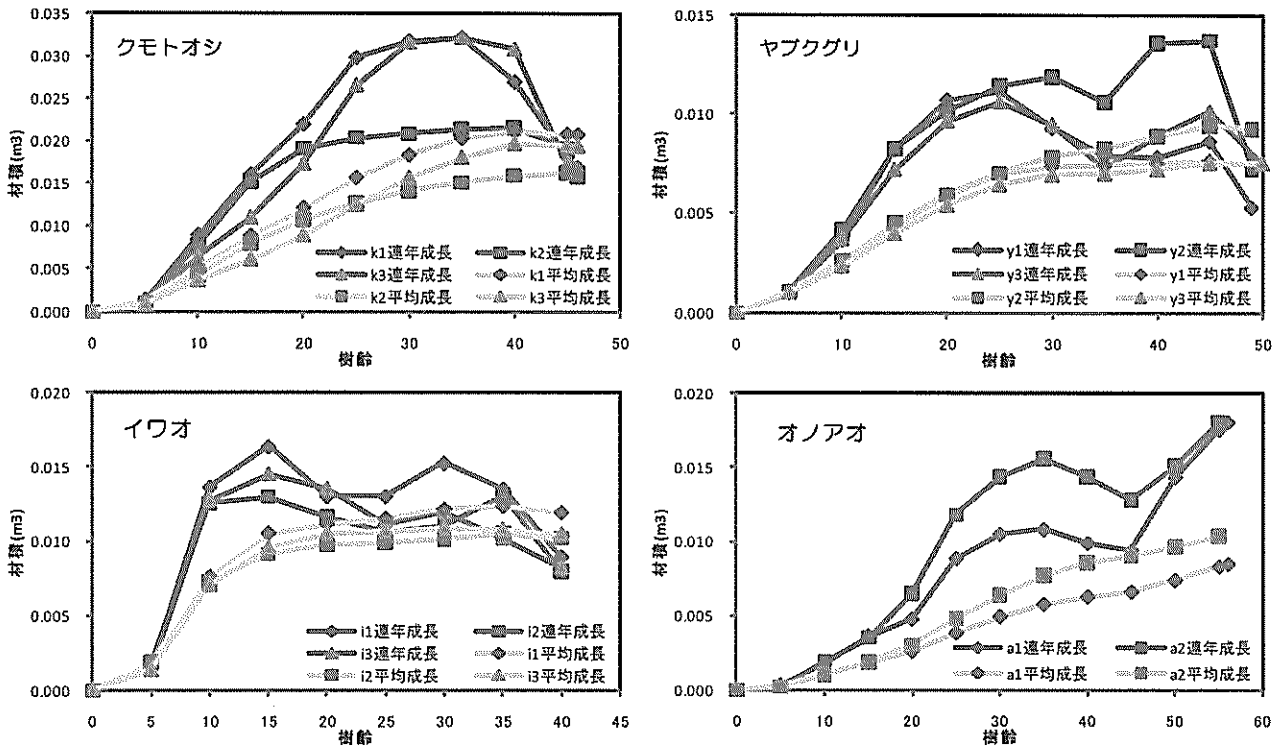 クモトオシ
材積(m3)
0.035
0.030
0.025
0.020
0.015
0.010
0.005
0.000
k1連年成長 k2連年成長
k3連年成長 k1平均成長
k2平均成長 k3平均成長
0 10 20 30 40 50
樹齢
ヤブクグリ
材積(m3)
0.015
0.010
0.005
0.000
y1連年成長 y2連年成長
y3連年成長 y1平均成長
y2平均成長 y3平均成長
0 10 20 30 40 50
樹齢
イワオ
材積(m3)
0.020
0.015
0.010
0.005
0.000
i1連年成長 i2連年成長
i3連年成長 i1平均成長
i2平均成長 i3平均成長
0 5 10 15 20 25 30 35 40 45
樹齢
オノアオ
材積(m3)
0.020
0.015
0.010
0.005
0.000
a1連年成長 a2連年成長
a1平均成長 a2平均成長
0 10 20 30 40 50 60
樹齢